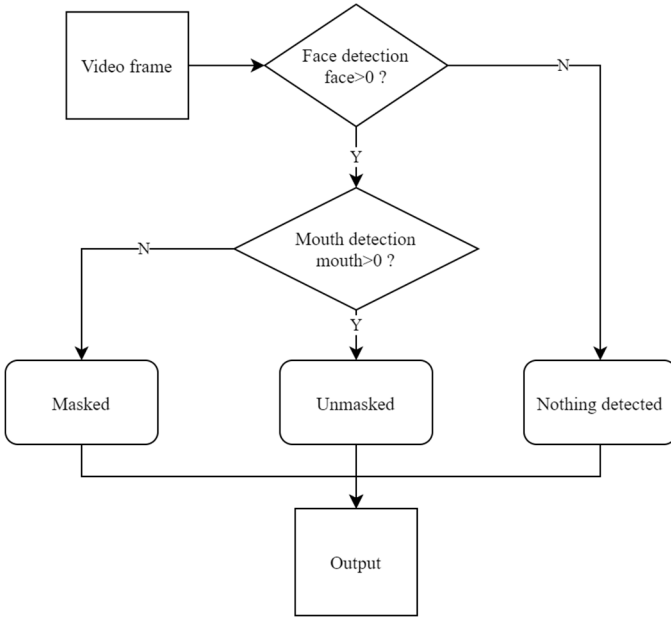 Video frame
Face detection
face>0 ?
N
Y
Mouth detection
mouth>0 ?
N
Y
Masked
Unmasked
Nothing detected
Output